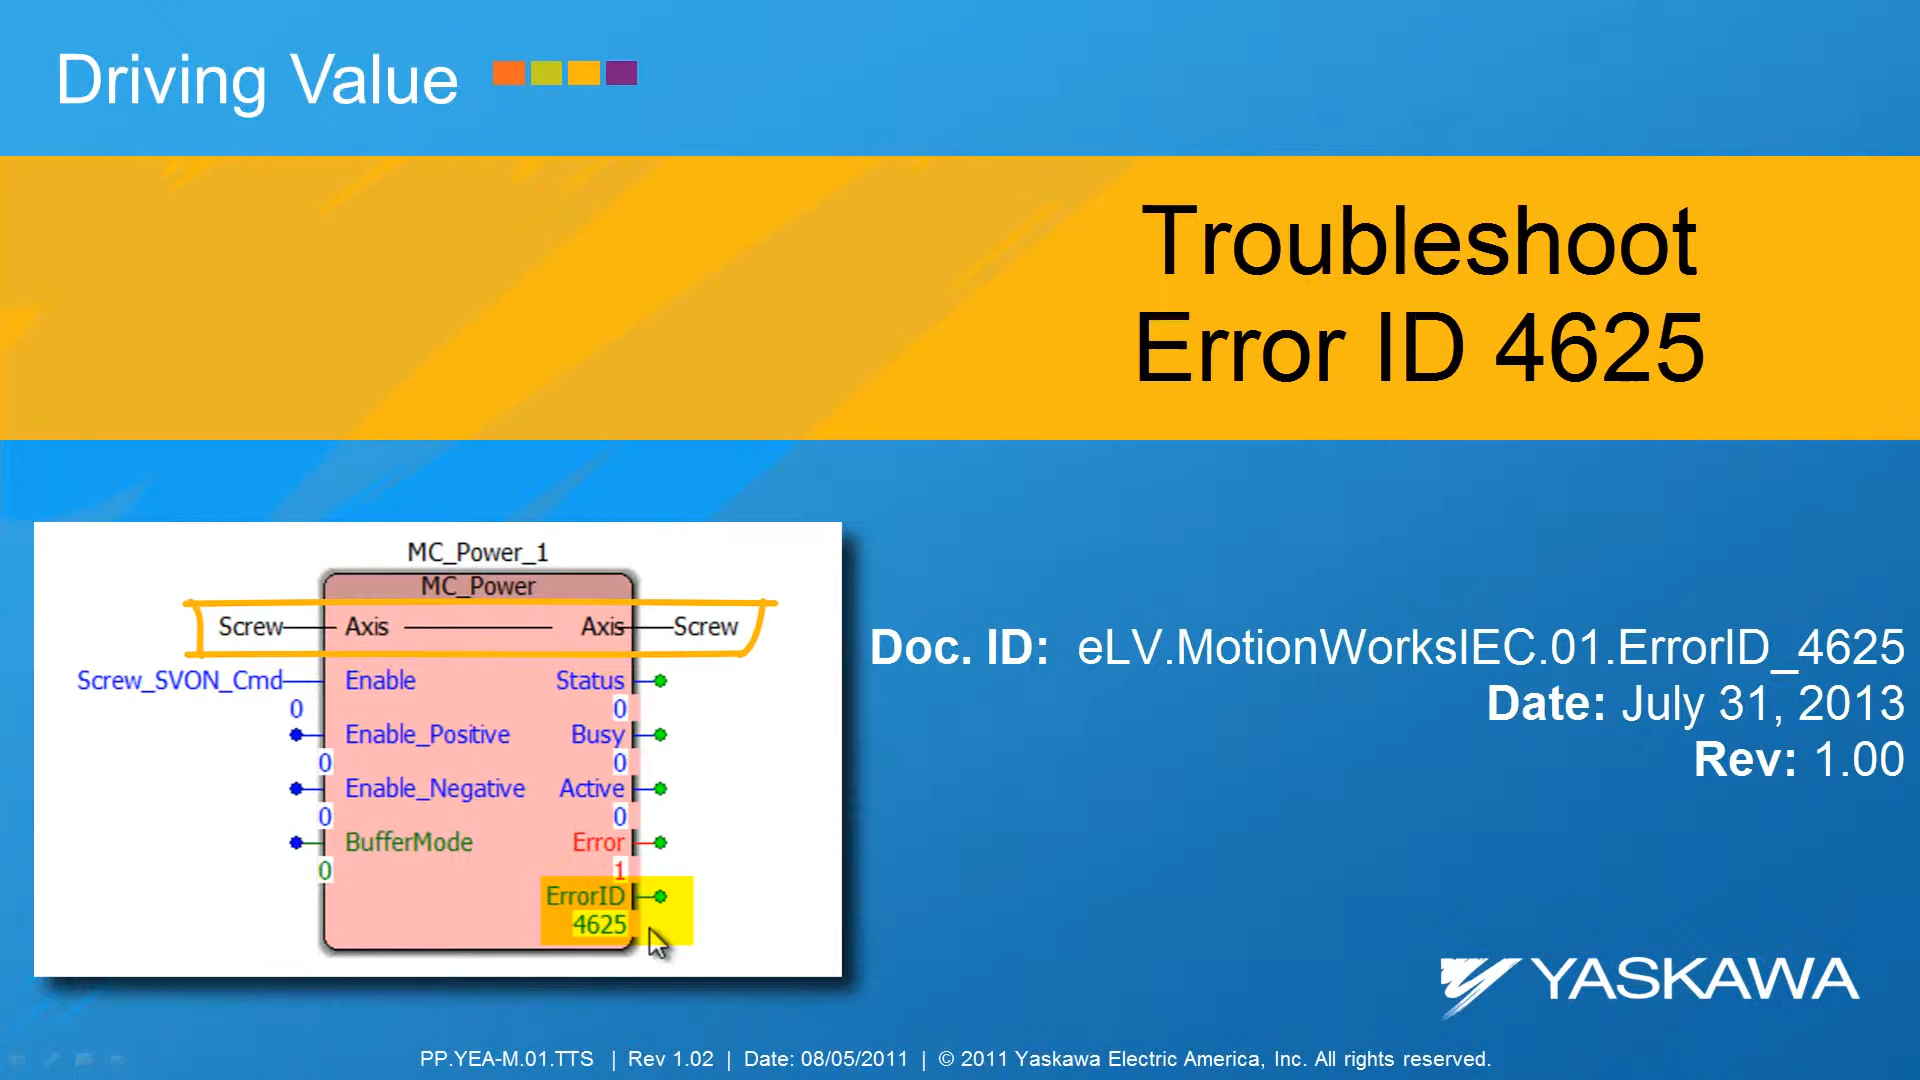 Driving Value
Troubleshoot
Error ID 4625
MC_Power_1
MC_Power
Screw Axis Axis Screw
Screw_SVON_Cmd Enable Status
0 0
Enable_Positive Busy
0 0
Enable_Negative Active
0 0
BufferMode Error
0 1
ErrorID
4625
Doc. ID: eLV.MotionWorksIEC.01.ErrorID_4625
Date: July 31, 2013
Rev: 1.00
YASKAWA
PP.YEA-M.01.TTS | Rev 1.02 | Date: 08/05/2011 | © 2011 Yaskawa Electric America, Inc. All rights reserved.